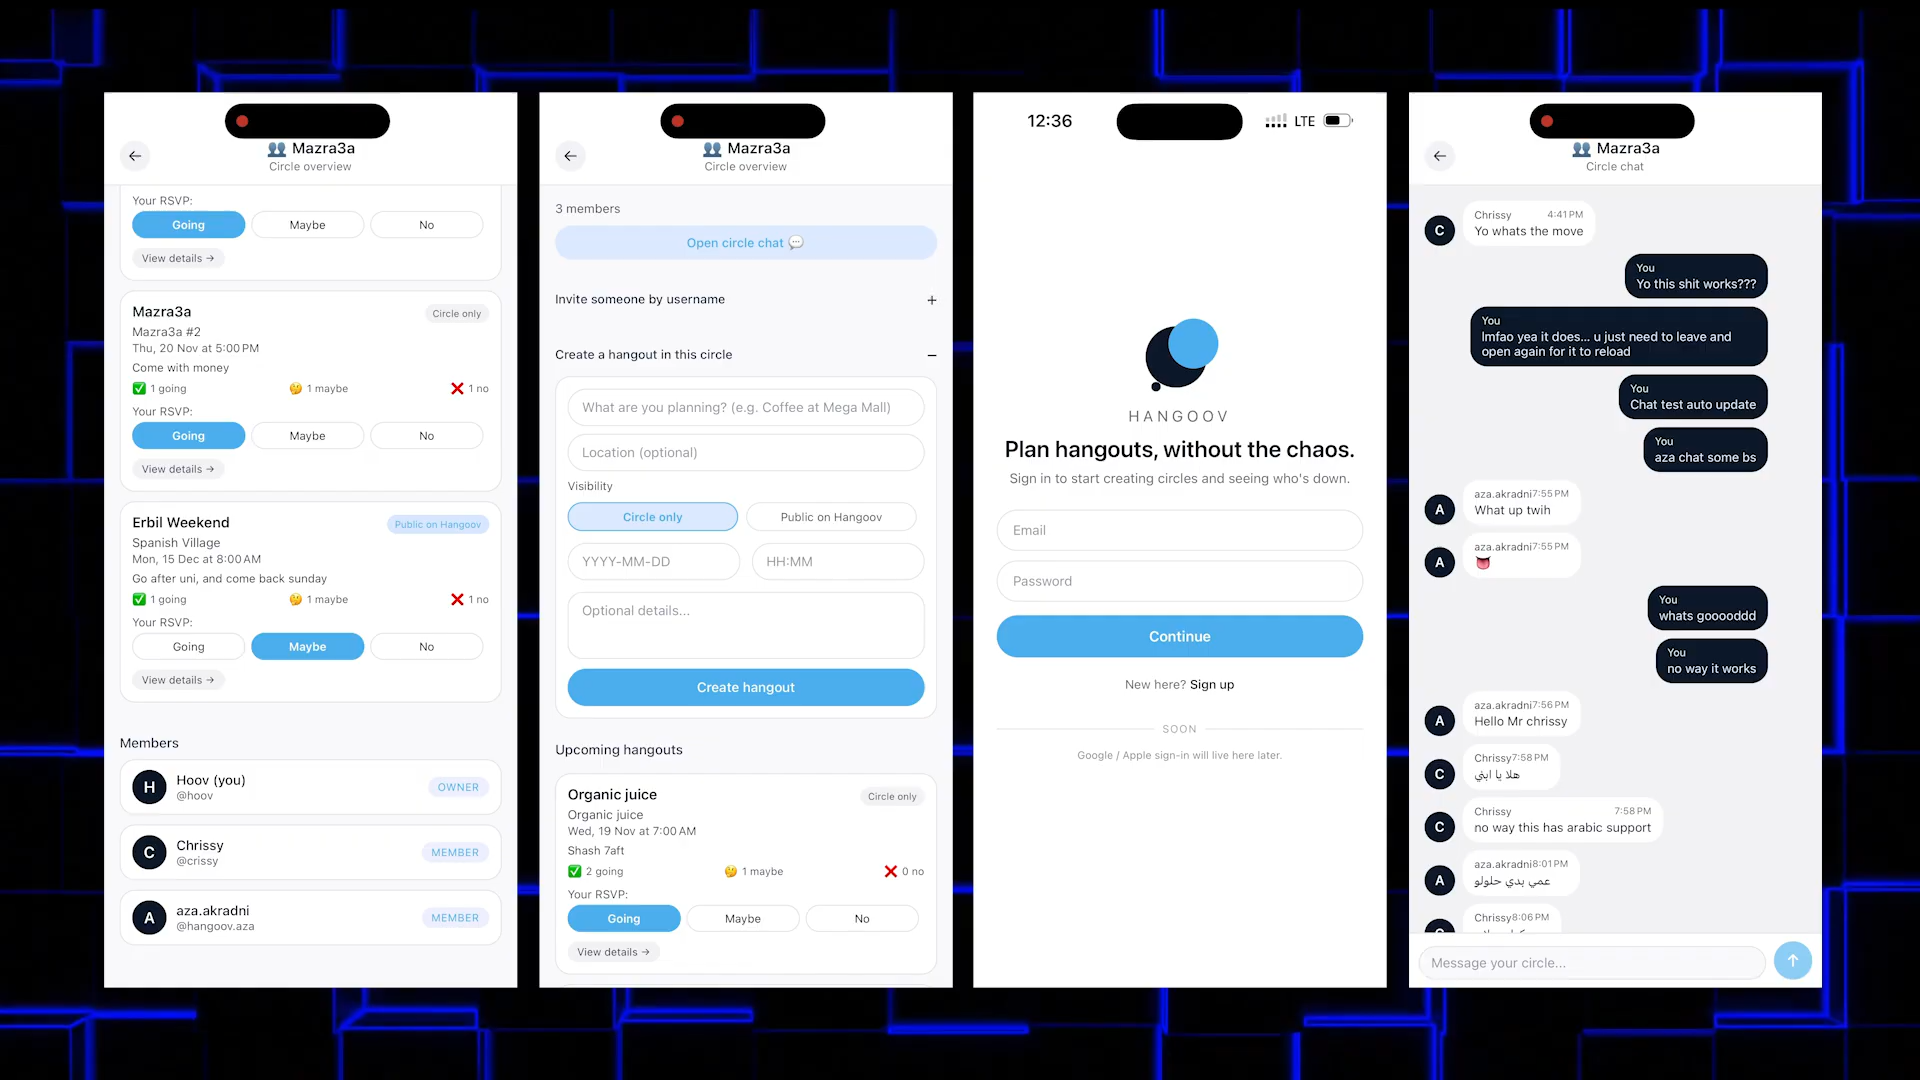 Mazra3a
Circle overview
Your RSVP:
Going
Maybe
No
View details →
Mazra3a
Circle only
Mazra3a #2
Thu, 20 Nov at 5:00 PM
Come with money
✅ 1 going
🤔 1 maybe
❌ 1 no
Your RSVP:
Going
Maybe
No
View details →
Erbil Weekend
Public on Hangoov
Spanish Village
Mon, 15 Dec at 8:00 AM
Go after uni, and come back sunday
✅ 1 going
🤔 1 maybe
❌ 1 no
Your RSVP:
Going
Maybe
No
View details →
Members
H
Hoov (you)
@hoov
OWNER
C
Chrissy
@crissy
MEMBER
A
aza.akradni
@hangoov.aza
MEMBER
Mazra3a
Circle overview
3 members
Open circle chat 💬
Invite someone by username
+
Create a hangout in this circle
−
What are you planning? (e.g. Coffee at Mega Mall)
Location (optional)
Visibility
Circle only
Public on Hangoov
YYYY-MM-DD
HH:MM
Optional details...
Create hangout
Upcoming hangouts
Organic juice
Circle only
Organic juice
Wed, 19 Nov at 7:00 AM
Shash 7aft
✅ 2 going
🤔 1 maybe
❌ 0 no
Your RSVP:
Going
Maybe
No
View details →
12:36
LTE
HANGOOV
Plan hangouts, without the chaos.
Sign in to start creating circles and seeing who's down.
Email
Password
Continue
New here? Sign up
SOON
Google / Apple sign-in will live here later.
Mazra3a
Circle chat
Chrissy 4:41 PM
C
Yo whats the move
You
Yo this shit works???
You
lmfao yea it does... u just need to leave and
open again for it to reload
You
Chat test auto update
You
aza chat some bs
aza.akradni 7:55 PM
A
What up twih
aza.akradni 7:55 PM
A
👅
You
whats gooooddd
You
no way it works
aza.akradni 7:56 PM
A
Hello Mr chrissy
Chrissy 7:58 PM
C
هلا يا ابني
Chrissy 7:58 PM
C
no way this has arabic support
aza.akradni 8:01 PM
A
عمي بدي حلولو
Chrissy 8:06 PM
Message your circle...